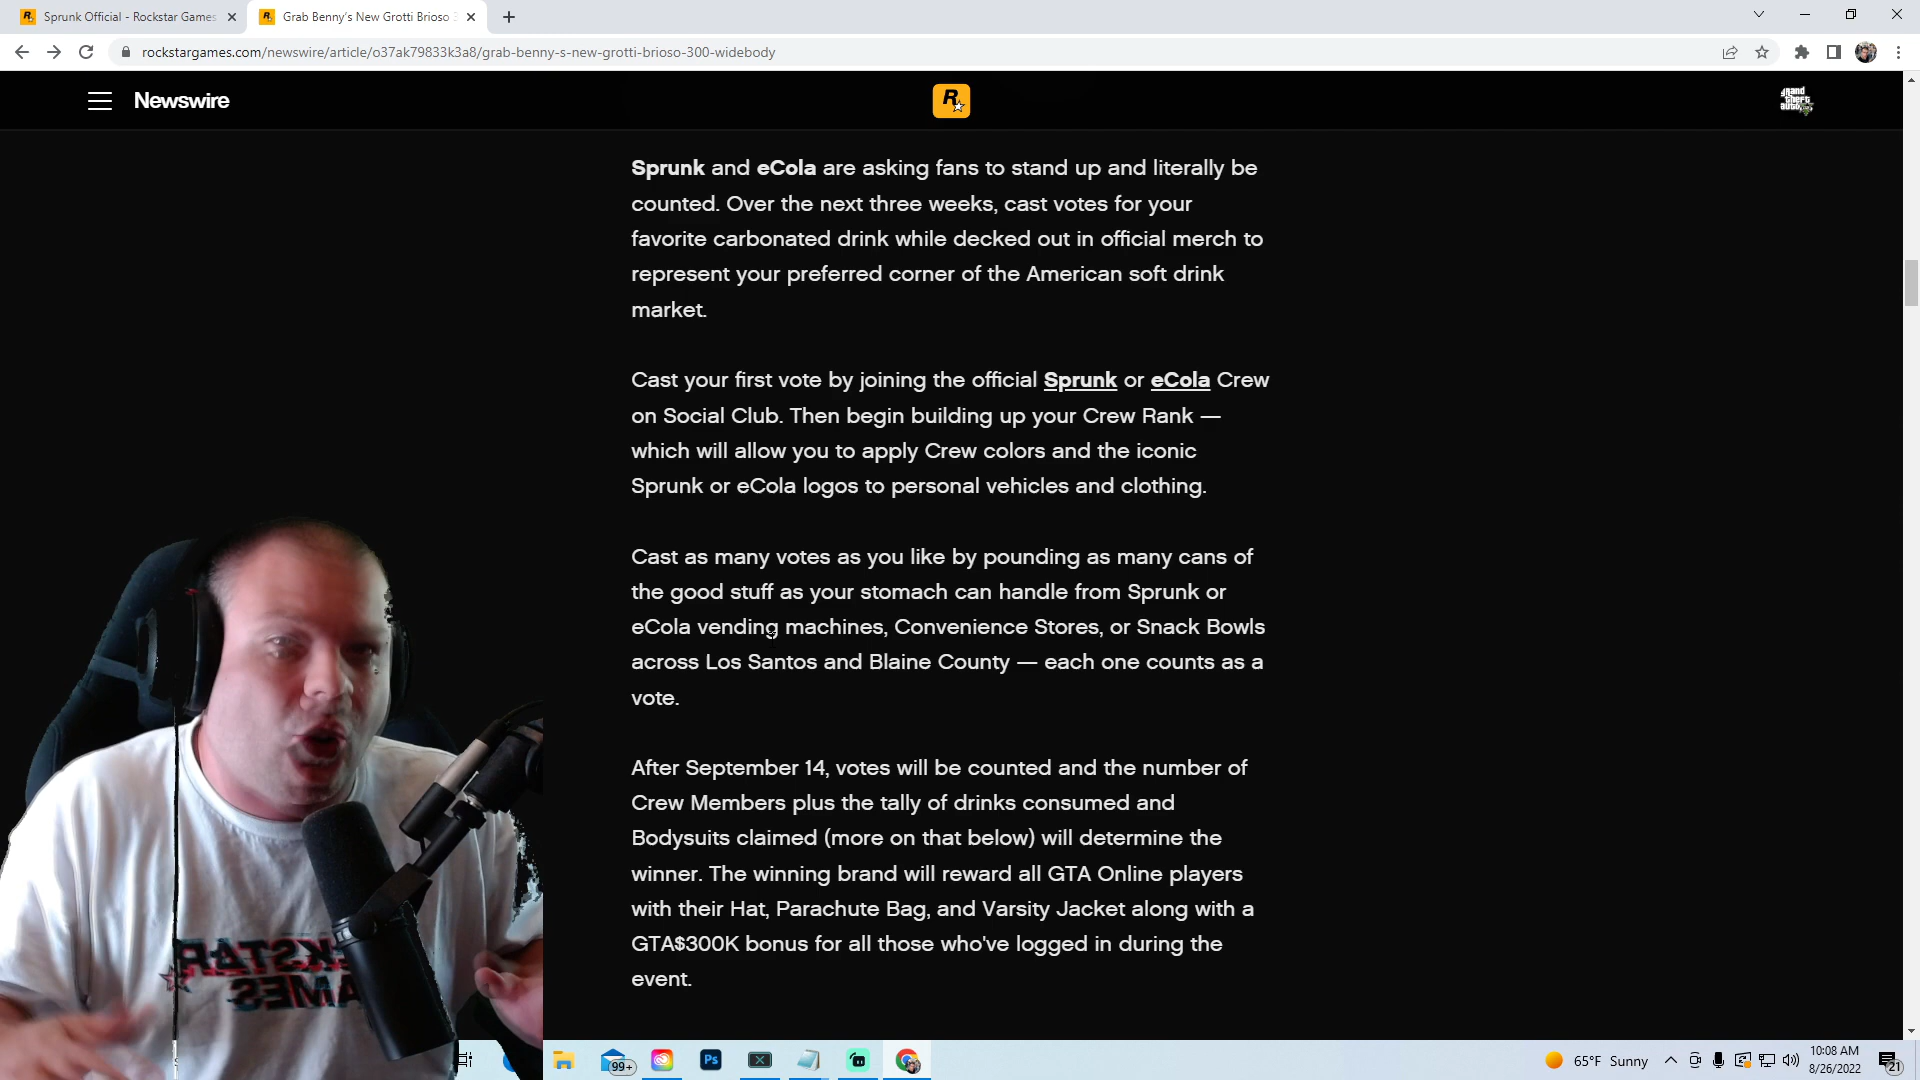 Sprunk Official - Rockstar Games
Grab Benny's New Grotti Brioso 3
rockstargames.com/newswire/article/o37ak79833k3a8/grab-benny-s-new-grotti-brioso-300-widebody
Newswire
R
grand
theft
auto
Sprunk and eCola are asking fans to stand up and literally be
counted. Over the next three weeks, cast votes for your
favorite carbonated drink while decked out in official merch to
represent your preferred corner of the American soft drink
market.
Cast your first vote by joining the official Sprunk or eCola Crew
on Social Club. Then begin building up your Crew Rank —
which will allow you to apply Crew colors and the iconic
Sprunk or eCola logos to personal vehicles and clothing.
Cast as many votes as you like by pounding as many cans of
the good stuff as your stomach can handle from Sprunk or
eCola vending machines, Convenience Stores, or Snack Bowls
across Los Santos and Blaine County — each one counts as a
vote.
After September 14, votes will be counted and the number of
Crew Members plus the tally of drinks consumed and
Bodysuits claimed (more on that below) will determine the
winner. The winning brand will reward all GTA Online players
with their Hat, Parachute Bag, and Varsity Jacket along with a
GTA$300K bonus for all those who've logged in during the
event.
99+
Ps
65°F Sunny
10:08 AM
8/26/2022
21